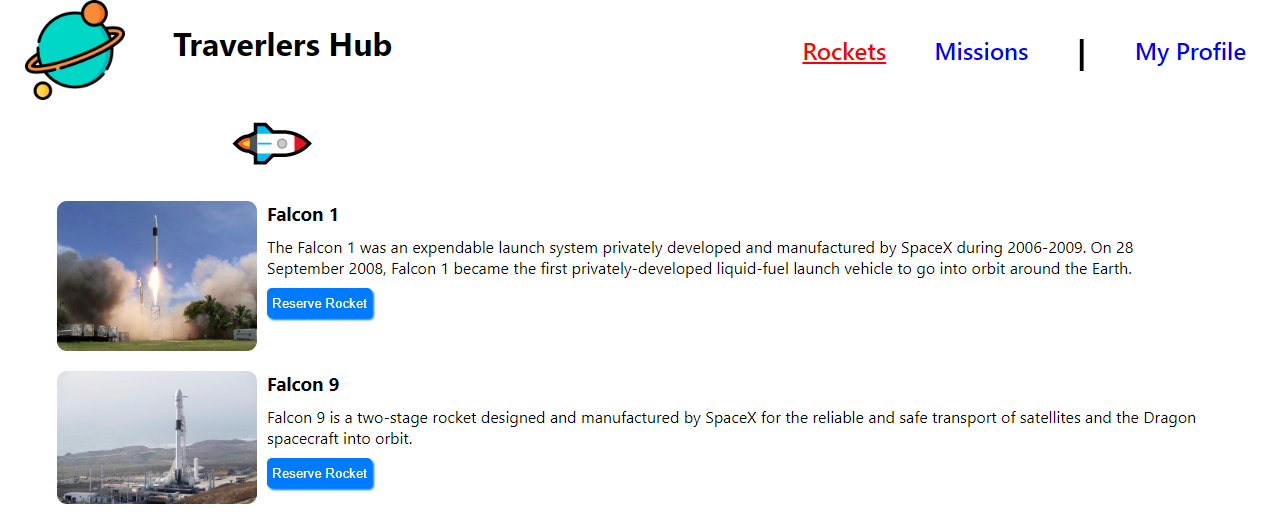 Traverlers Hub
Rockets Missions | My Profile
Falcon 1
The Falcon 1 was an expendable launch system privately developed and manufactured by SpaceX during 2006-2009. On 28
September 2008, Falcon 1 became the first privately-developed liquid-fuel launch vehicle to go into orbit around the Earth.
Reserve Rocket
Falcon 9
Falcon 9 is a two-stage rocket designed and manufactured by SpaceX for the reliable and safe transport of satellites and the Dragon
spacecraft into orbit.
Reserve Rocket